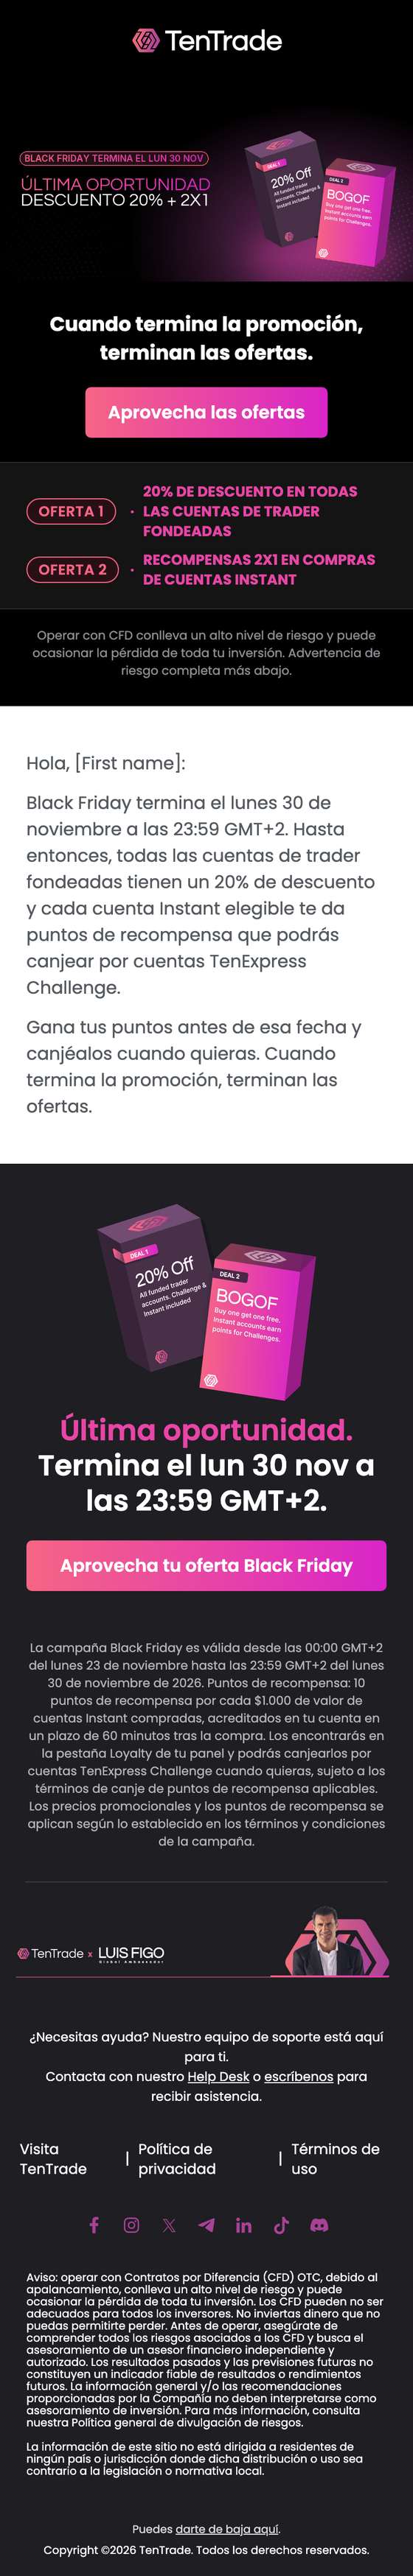 TenTrade
BLACK FRIDAY TERMINA EL LUN 30 NOV
ÚLTIMA OPORTUNIDAD
DESCUENTO 20% + 2X1
DEAL 1
20% Off
All funded trader
accounts. Challenge &
Instant included
DEAL 2
BOGOF
Buy one get one free.
Instant accounts earn
points for Challenges.
Cuando termina la promoción,
terminan las ofertas.
Aprovecha las ofertas
OFERTA 1
· 20% DE DESCUENTO EN TODAS
LAS CUENTAS DE TRADER
FONDEADAS
OFERTA 2
· RECOMPENSAS 2X1 EN COMPRAS
DE CUENTAS INSTANT
Operar con CFD conlleva un alto nivel de riesgo y puede
ocasionar la pérdida de toda tu inversión. Advertencia de
riesgo completa más abajo.
Hola, [First name]:
Black Friday termina el lunes 30 de
noviembre a las 23:59 GMT+2. Hasta
entonces, todas las cuentas de trader
fondeadas tienen un 20% de descuento
y cada cuenta Instant elegible te da
puntos de recompensa que podrás
canjear por cuentas TenExpress
Challenge.
Gana tus puntos antes de esa fecha y
canjéalos cuando quieras. Cuando
termina la promoción, terminan las
ofertas.
DEAL 1
20% Off
All funded trader
accounts. Challenge &
Instant included
DEAL 2
BOGOF
Buy one get one free.
Instant accounts earn
points for Challenges.
Última oportunidad.
Termina el lun 30 nov a
las 23:59 GMT+2.
Aprovecha tu oferta Black Friday
La campaña Black Friday es válida desde las 00:00 GMT+2
del lunes 23 de noviembre hasta las 23:59 GMT+2 del lunes
30 de noviembre de 2026. Puntos de recompensa: 10
puntos de recompensa por cada $1.000 de valor de
cuentas Instant compradas, acreditados en tu cuenta en
un plazo de 60 minutos tras la compra. Los encontrarás en
la pestaña Loyalty de tu panel y podrás canjearlos por
cuentas TenExpress Challenge cuando quieras, sujeto a los
términos de canje de puntos de recompensa aplicables.
Los precios promocionales y los puntos de recompensa se
aplican según lo establecido en los términos y condiciones
de la campaña.
TenTrade x LUIS FIGO
Global Ambassador
¿Necesitas ayuda? Nuestro equipo de soporte está aquí
para ti.
Contacta con nuestro Help Desk o escríbenos para
recibir asistencia.
Visita
TenTrade
|
Política de
privacidad
|
Términos de
uso
Aviso: operar con Contratos por Diferencia (CFD) OTC, debido al
apalancamiento, conlleva un alto nivel de riesgo y puede
ocasionar la pérdida de toda tu inversión. Los CFD pueden no ser
adecuados para todos los inversores. No inviertas dinero que no
puedas permitirte perder. Antes de operar, asegúrate de
comprender todos los riesgos asociados a los CFD y busca el
asesoramiento de un asesor financiero independiente y
autorizado. Los resultados pasados y las previsiones futuras no
constituyen un indicador fiable de resultados o rendimientos
futuros. La información general y/o las recomendaciones
proporcionadas por la Compañía no deben interpretarse como
asesoramiento de inversión. Para más información, consulta
nuestra Política general de divulgación de riesgos.
La información de este sitio no está dirigida a residentes de
ningún país o jurisdicción donde dicha distribución o uso sea
contrario a la legislación o normativa local.
Puedes darte de baja aquí.
Copyright ©2026 TenTrade. Todos los derechos reservados.